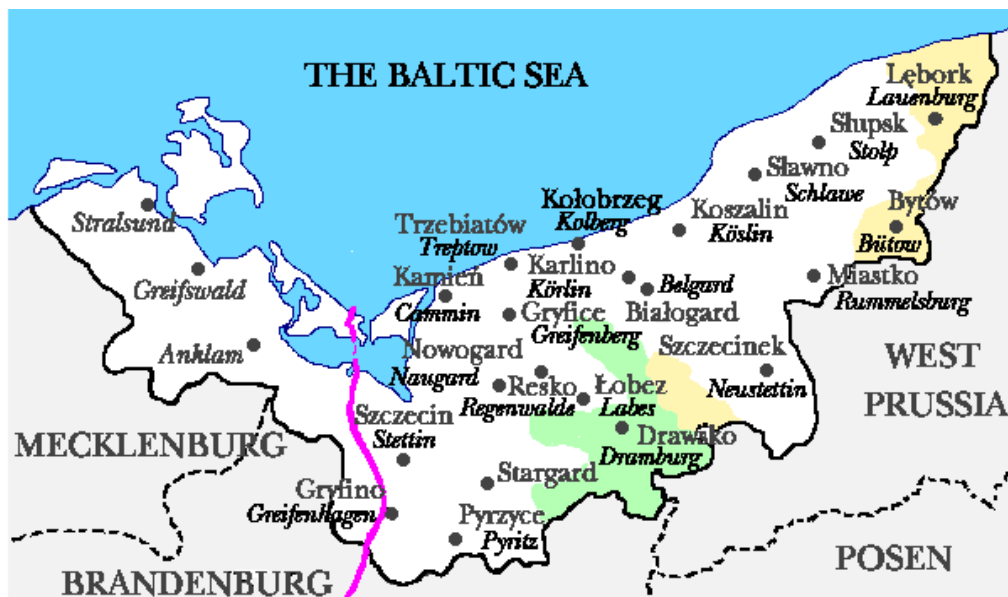 THE BALTIC SEA
Lębork
Lauenburg
Słupsk
Stolp
Sławno
Schlawe
Kołobrzeg
Kolberg
Koszalin
Köslin
Bytów
Bütow
Stralsund
Trzebiatów
Treptow
Greifswald
Kamień
Cammin
Karlino
Körlin
Belgard
Białogard
Miastko
Rummelsburg
Gryfice
Greifenberg
Anklam
Nowogard
Naugard
Szczecinek
Neustettin
WEST
PRUSSIA
Resko
Regenwalde
Łobez
Labes
MECKLENBURG
Szczecin
Stettin
Drawsko
Dramburg
Stargard
Gryfino
Greifenhagen
Pyrzyce
Pyritz
BRANDENBURG
POSEN